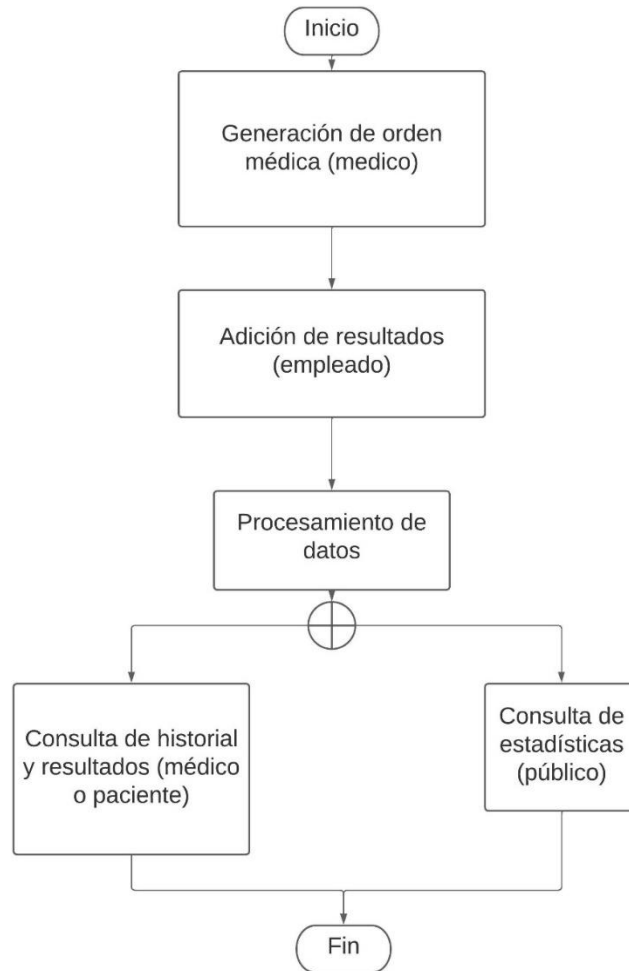 Inicio
Generación de orden
médica (medico)
Adición de resultados
(empleado)
Procesamiento de
datos
Consulta de historial
y resultados (médico
o paciente)
Consulta de
estadísticas
(público)
Fin